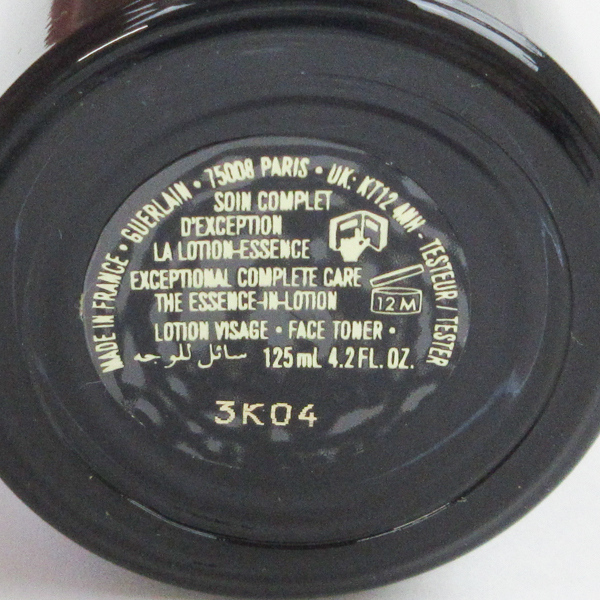 MADE IN FRANCE • GUERLAIN • 75008 PARIS • UK: KT12 4NH - TESTEUR / TESTER
SOIN COMPLET
D'EXCEPTION
LA LOTION-ESSENCE
EXCEPTIONAL COMPLETE CARE
THE ESSENCE-IN-LOTION
12 M
LOTION VISAGE • FACE TONER •
سائل للوجه 125 mL 4.2 FL. OZ.
3K04